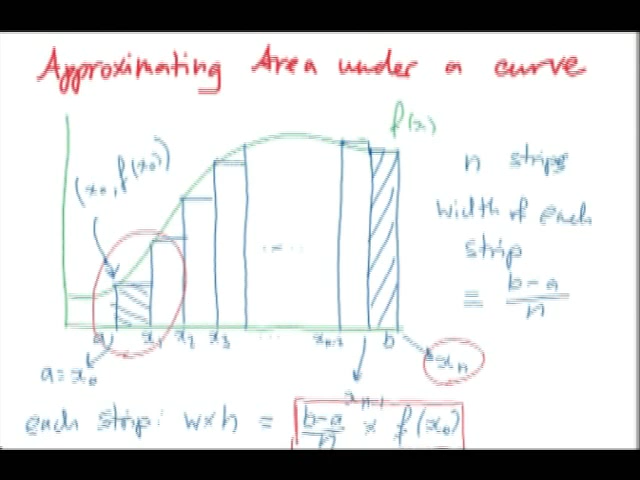 Approximating Area under a curve
f(x)
(x₀, f(x₀))
n strips
width of each
strip
= b-a/n
.....
a x₁ x₂ x₃ ... xₙ₋₂ b
a=x₀
xₙ
xₙ₋₁
each strip: w×h = b-a/n × f(x₀)